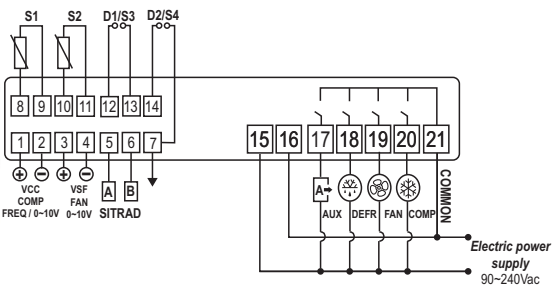 S1 S2 D1/S3 D2/S4
8 9 10 11 12 13 14
1 2 3 4 5 6 7
15 16 17 18 19 20 21
A B
VCC
COMP
FREQ / 0~10V
VSF
FAN
0~10V
SITRAD
A
AUX DEFR FAN COMP
COMMON
Electric power
supply
90~240Vac